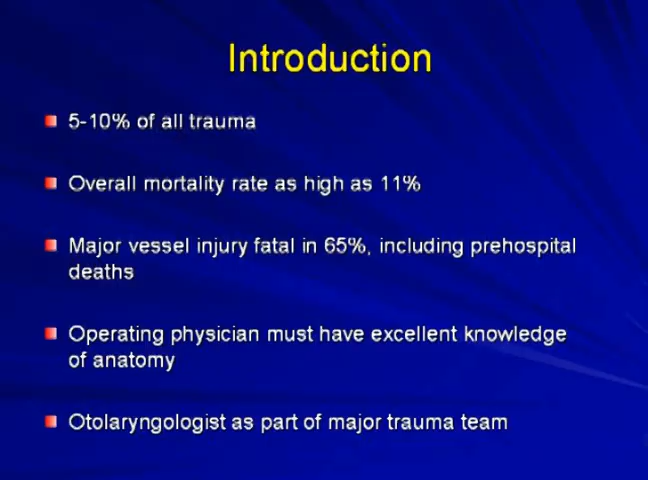 Introduction
5-10% of all trauma
Overall mortality rate as high as 11%
Major vessel injury fatal in 65%, including prehospital
deaths
Operating physician must have excellent knowledge
of anatomy
Otolaryngologist as part of major trauma team